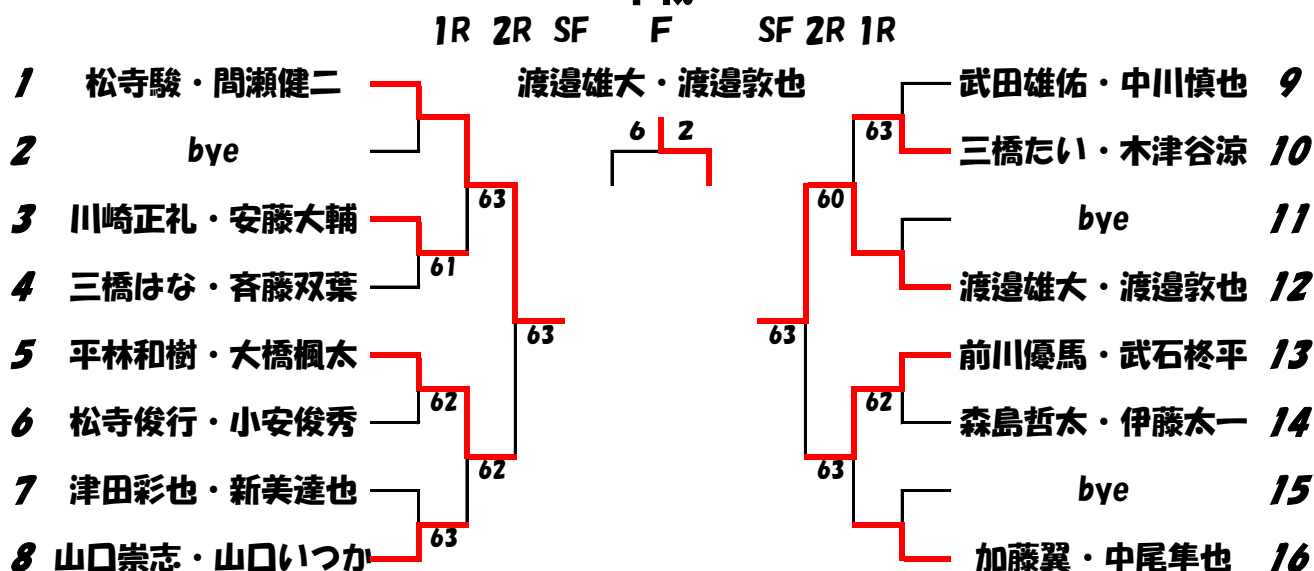 1R 2R SF F SF 2R 1R
1 松寺駿・間瀬健二 渡邉雄大・渡邉敦也 武田雄佑・中川慎也 9
6 2 63
2 bye 三橋たい・木津谷涼 10
63 60
3 川崎正礼・安藤大輔 bye 11
61
4 三橋はな・斉藤双葉 渡邉雄大・渡邉敦也 12
63 63
5 平林和樹・大橋楓太 前川優馬・武石柊平 13
62 62
6 松寺俊行・小安俊秀 森島哲太・伊藤太一 14
62 63
7 津田彩也・新美達也 bye 15
63
8 山口崇志・山口いつか 加藤翼・中尾隼也 16